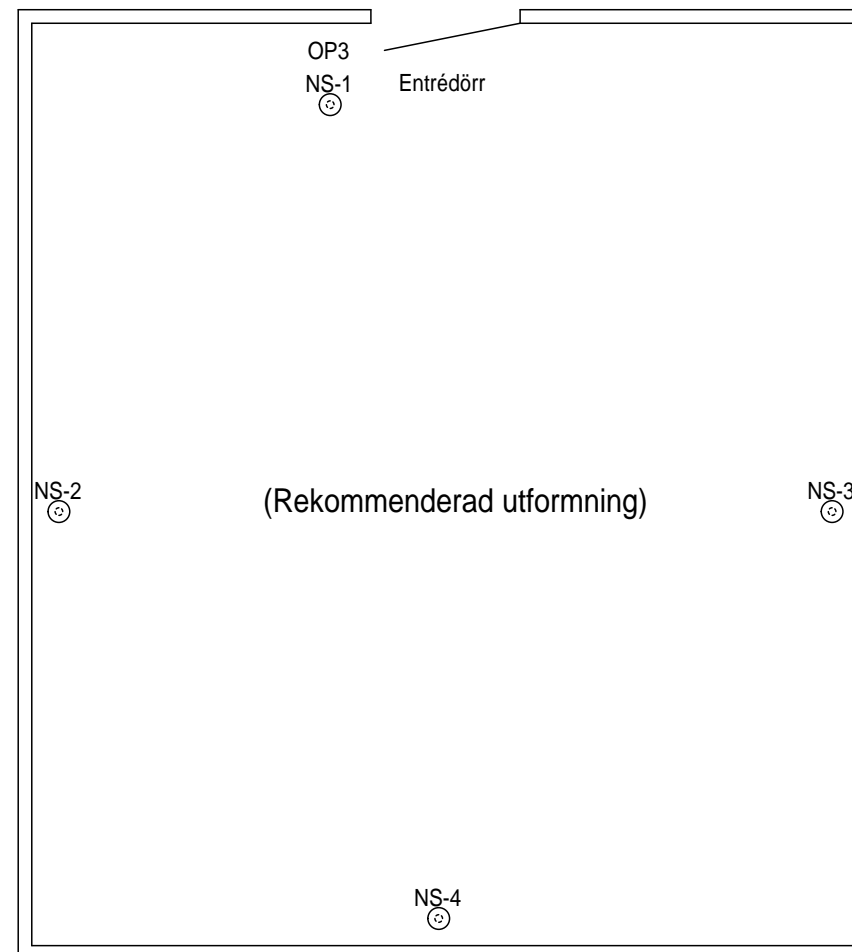 OP3
NS-1
Entrédörr
NS-2
(Rekommenderad utformning)
NS-3
NS-4